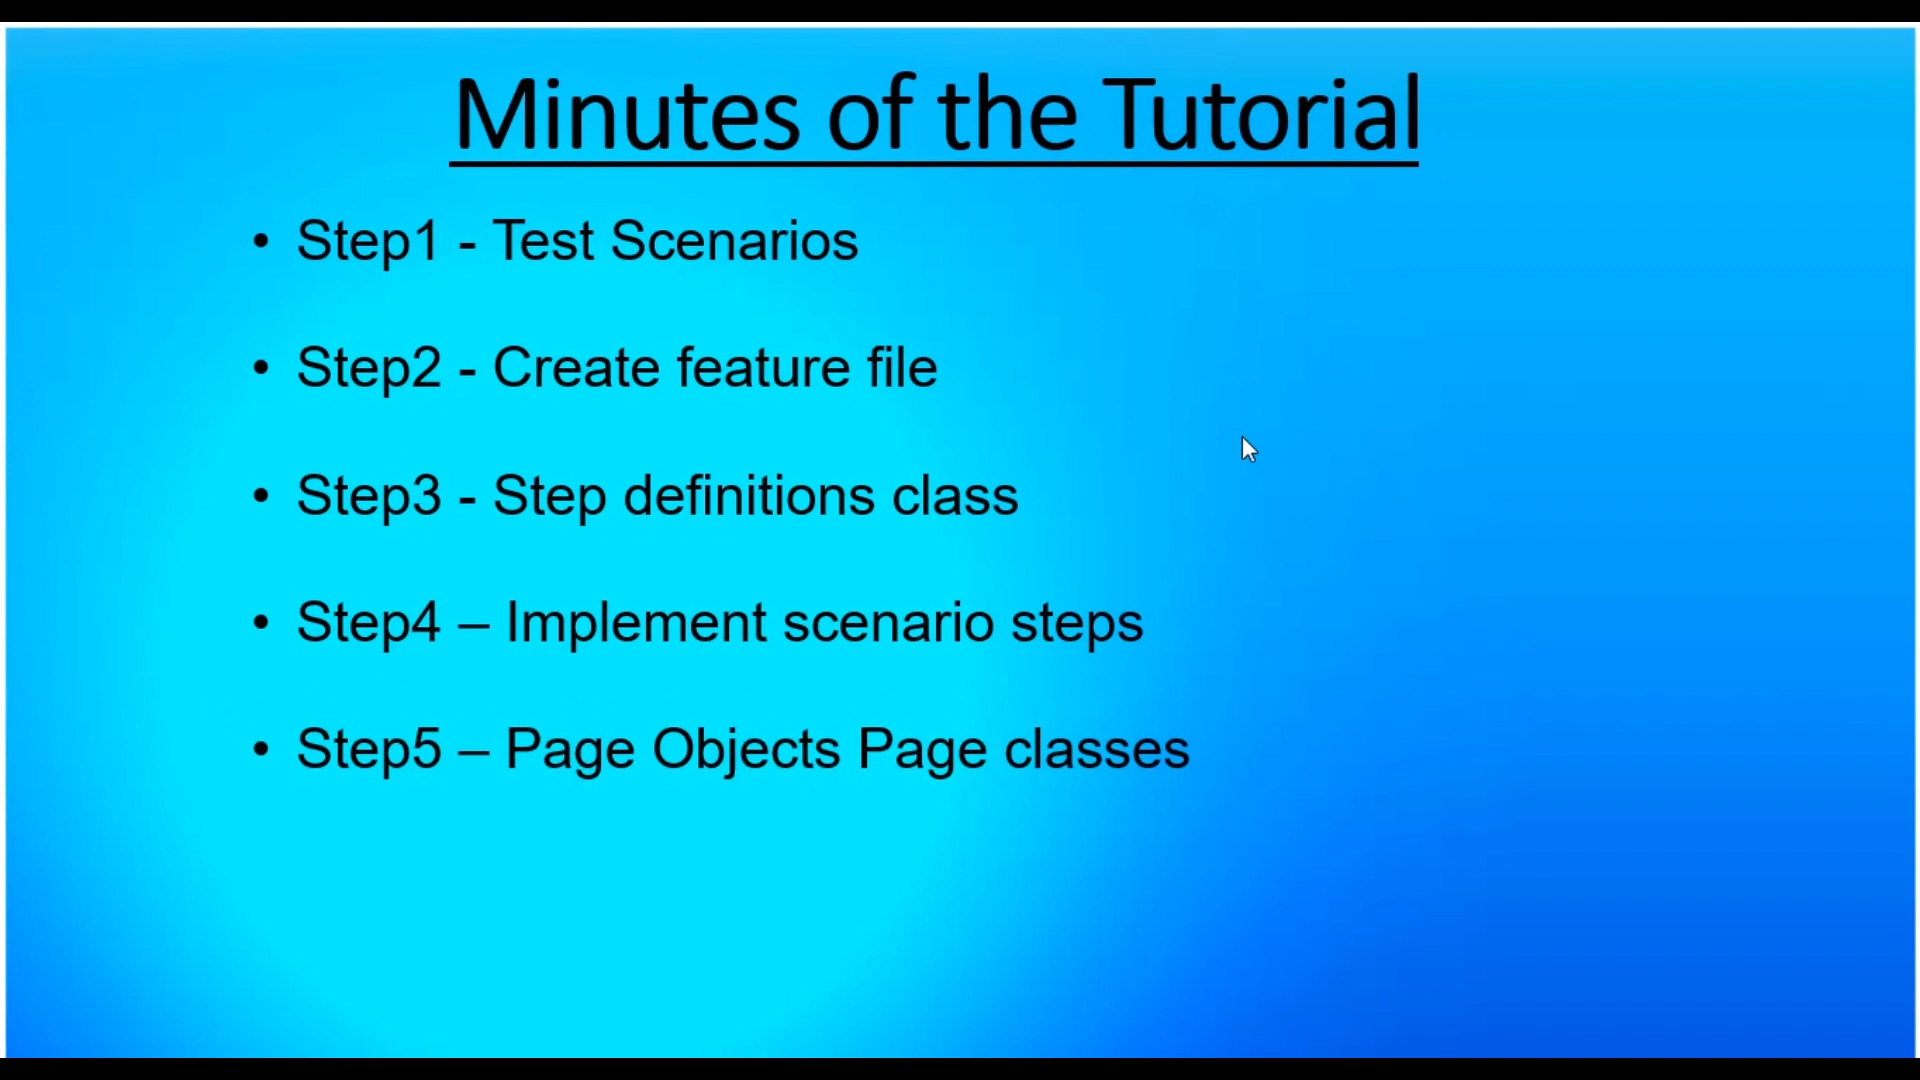 Minutes of the Tutorial
• Step1 - Test Scenarios
• Step2 - Create feature file
• Step3 - Step definitions class
• Step4 – Implement scenario steps
• Step5 – Page Objects Page classes